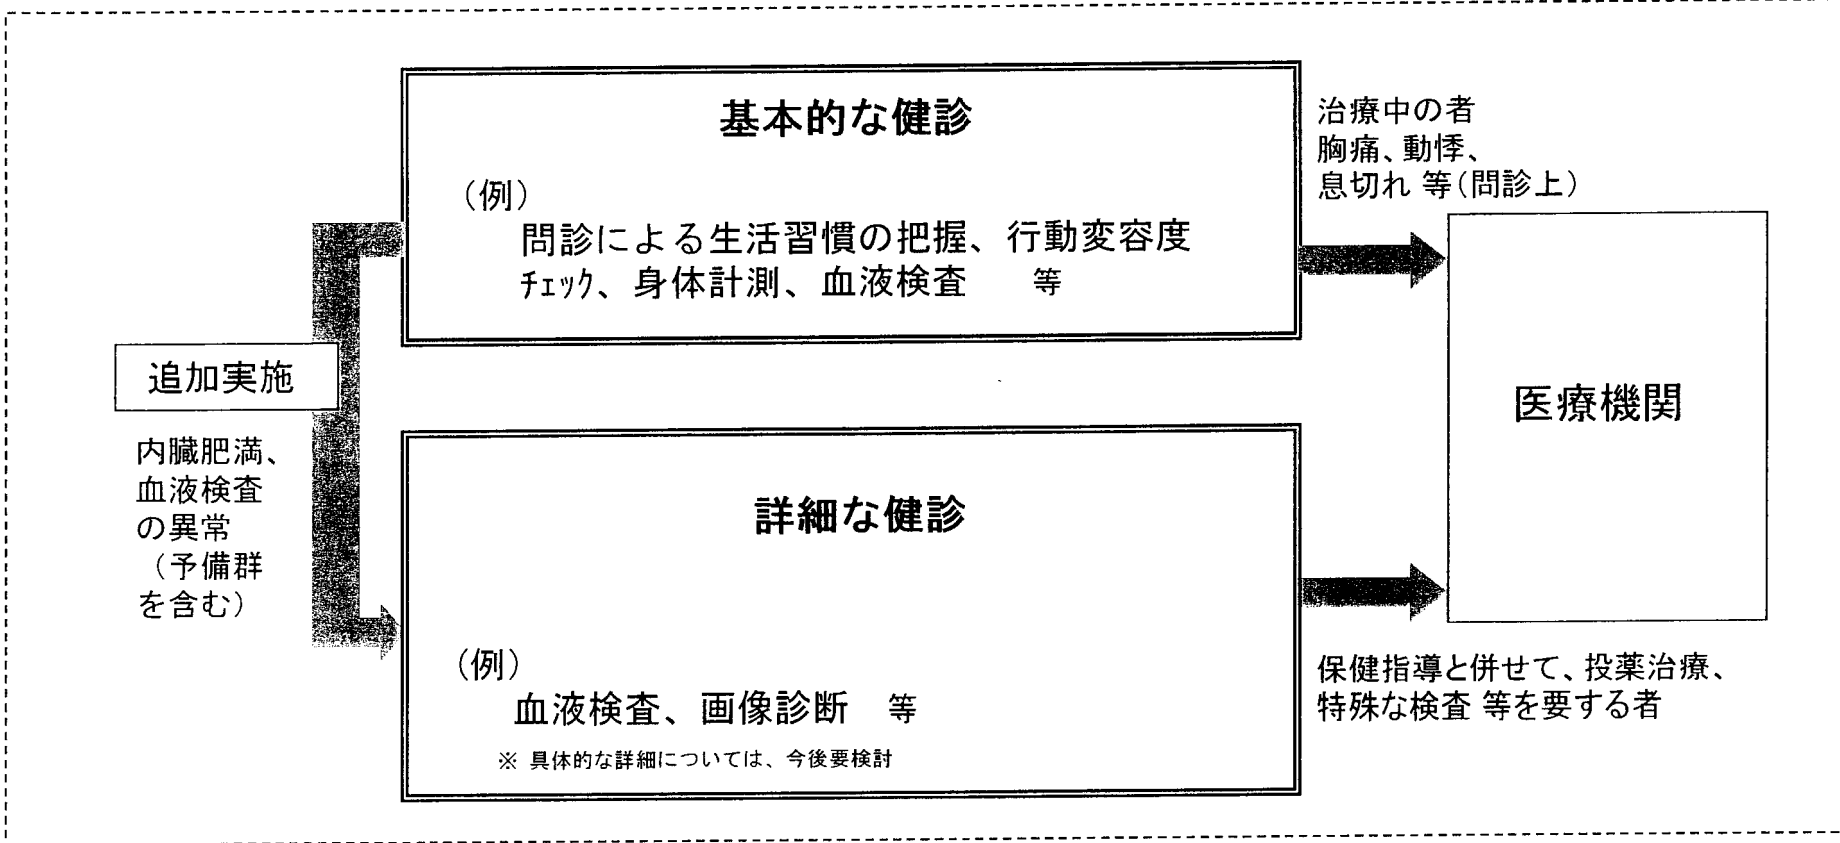 基本的な健診
(例)
問診による生活習慣の把握、行動変容度
チェック、身体計測、血液検査 等
治療中の者
胸痛、動悸、
息切れ 等(問診上)
追加実施
内臓肥満、
血液検査
の異常
(予備群
を含む)
医療機関
詳細な健診
(例)
血液検査、画像診断 等
※ 具体的な詳細については、今後要検討
保健指導と併せて、投薬治療、
特殊な検査 等を要する者